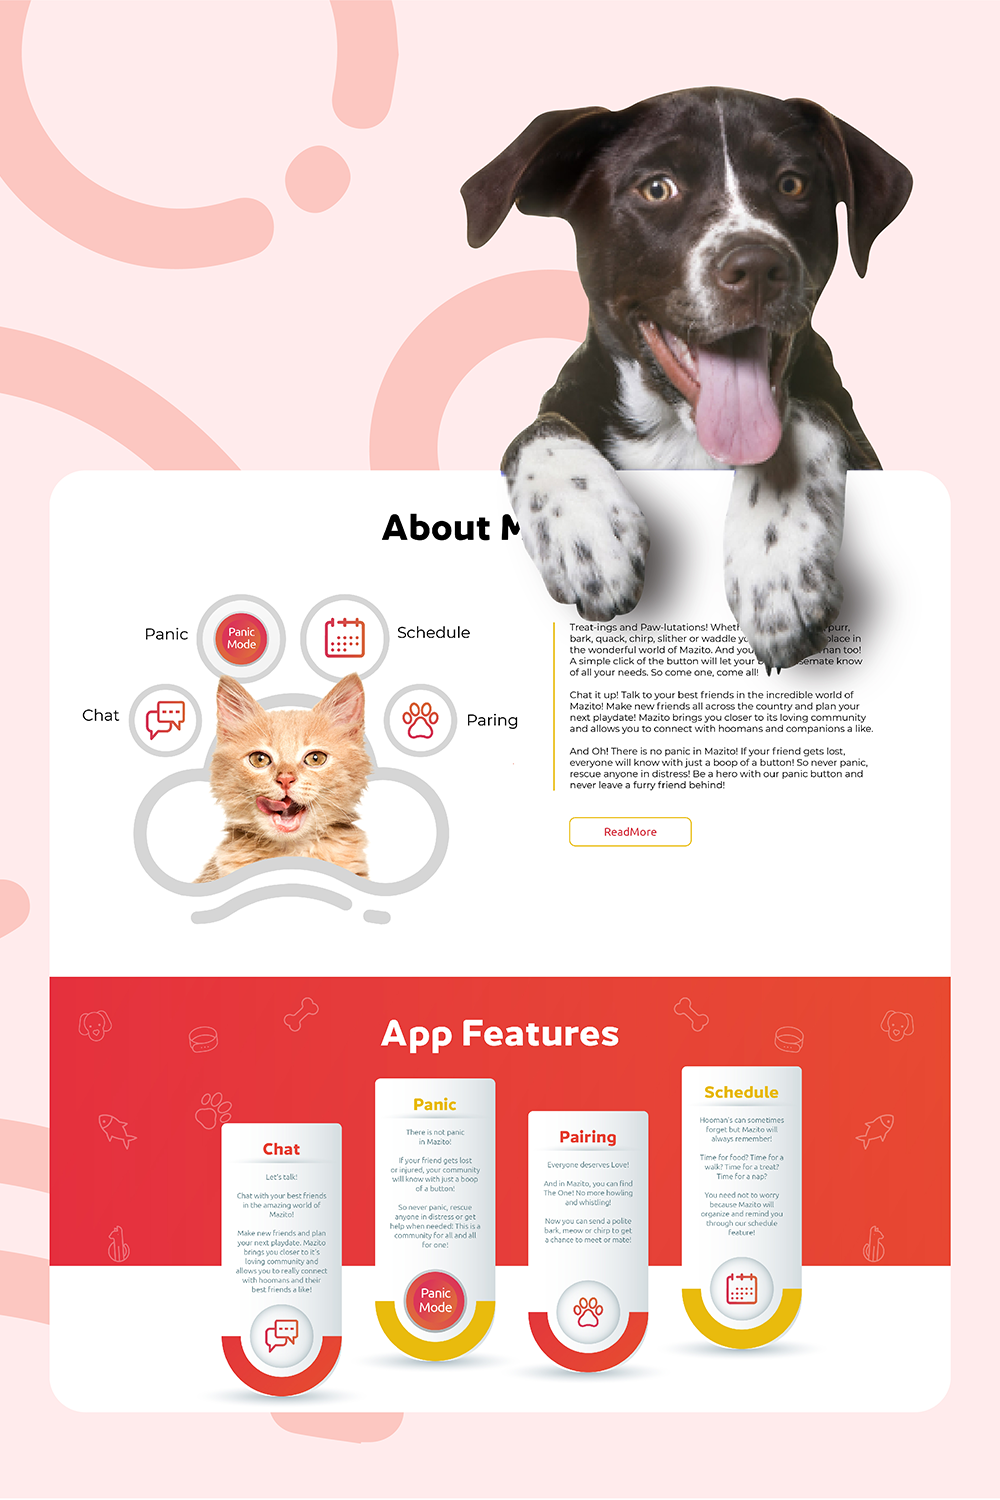 About
Panic
Panic
Mode
Schedule
Chat
Paring
Treat-ings and Paw-lutations! purr,
bark, quack, chirp, slither or waddle place in
the wonderful world of Mazito. And you too!
A simple click of the button will let your know
of all your needs. So come one, come all!
Chat it up! Talk to your best friends in the incredible world of
Mazito! Make new friends all across the country and plan your
next playdate! Mazito brings you closer to its loving community
and allows you to connect with hoomans and companions a like.
And Oh! There is no panic in Mazito! If your friend gets lost,
everyone will know with just a boop of a button! So never panic,
rescue anyone in distress! Be a hero with our panic button and
never leave a furry friend behind!
ReadMore
App Features
Chat
Let's talk!
Chat with your best friends
in the amazing world of
Mazito!
Make new friends and plan
your next playdate. Mazito
brings you closer to it's
loving community and
allows you to really connect
with hoomans and their
best friends a like!
Panic
There is not panic
in Mazito!
If your friend gets lost
or injured, your community
will know with just a boop
of a button!
So never panic, rescue
anyone in distress or get
help when needed! This is a
community for all and all
for one!
Panic
Mode
Pairing
Everyone deserves Love!
And in Mazito, you can find
The One! No more howling
and whistling!
Now you can send a polite
bark, meow or chirp to get
a chance to meet or mate!
Schedule
Hooman's can sometimes
forget but Mazito will
always remember!
Time for food? Time for a
walk? Time for a treat?
Time for a nap?
You need not to worry
because Mazito will
organize and remind you
through our schedule
feature!